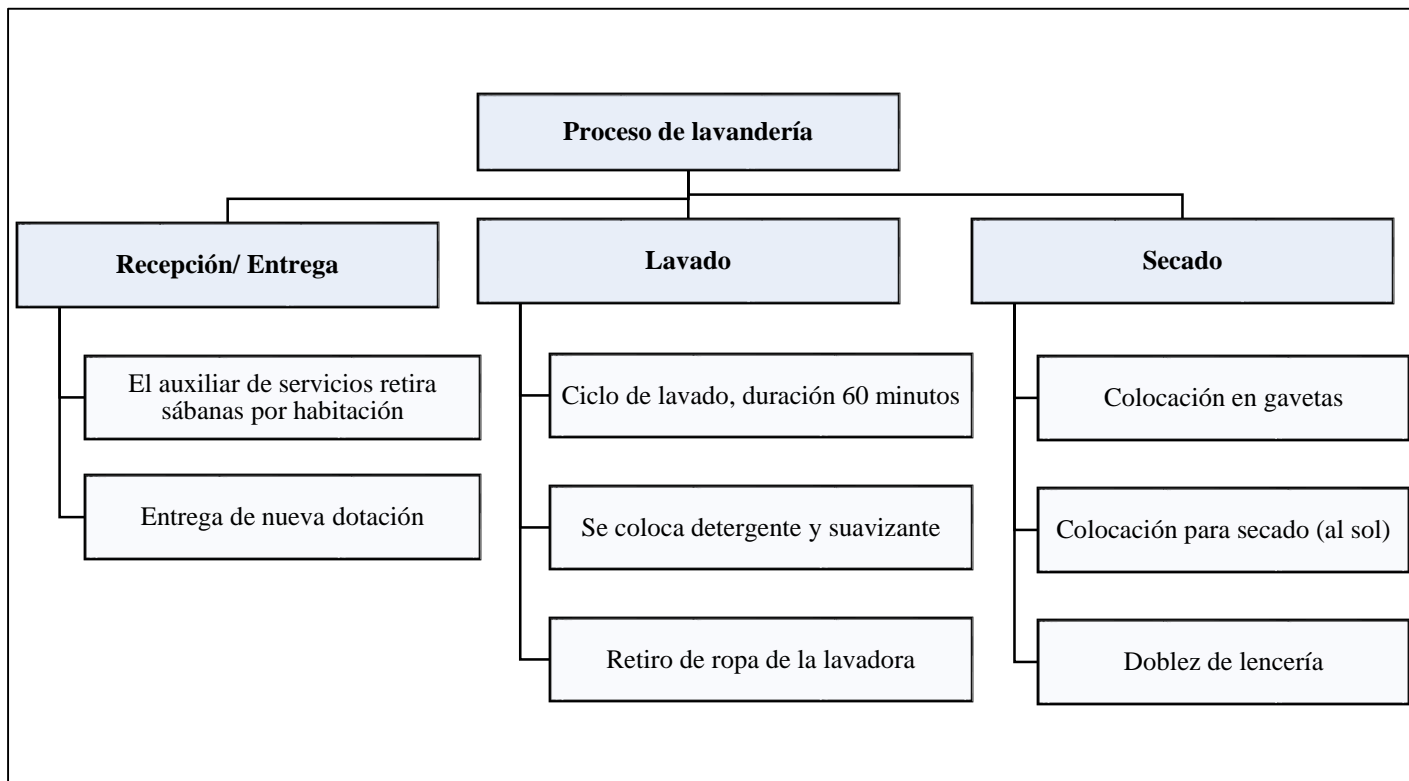 Proceso de lavandería
Recepción/ Entrega
El auxiliar de servicios retira
sábanas por habitación
Entrega de nueva dotación
Lavado
Ciclo de lavado, duración 60 minutos
Se coloca detergente y suavizante
Retiro de ropa de la lavadora
Secado
Colocación en gavetas
Colocación para secado (al sol)
Doblez de lencería